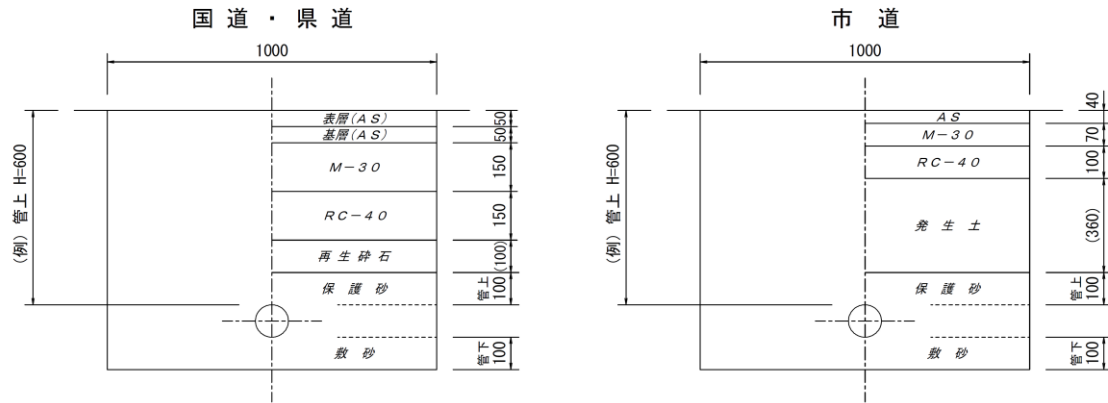 国道・県道
1000
(例) 管上 H=600
表層(AS)
50
基層(AS)
50
M-30
150
RC-40
150
再生砕石
(100)
保護砂
管上
100
敷砂
管下
100
市道
1000
(例) 管上 H=600
AS
40
M-30
70
RC-40
100
発生土
(360)
保護砂
管上
100
敷砂
管下
100